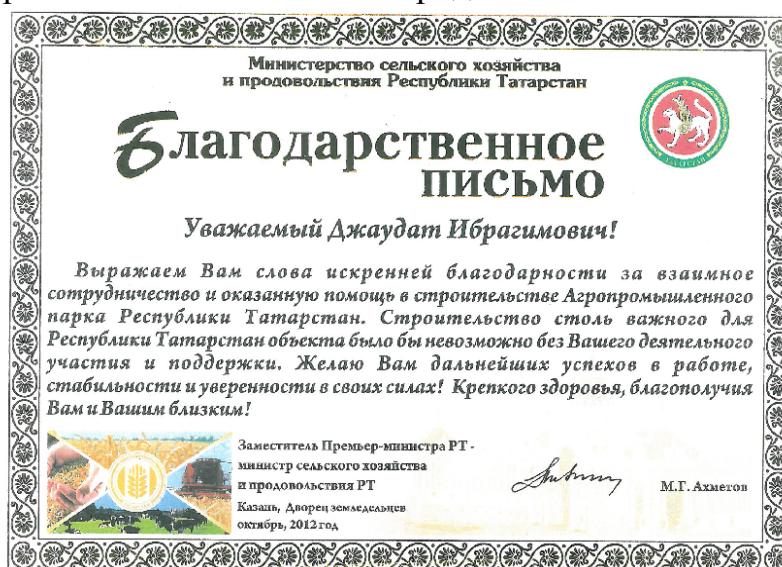 Министерство сельского хозяйства
и продовольствия Республики Татарстан
Благодарственное
письмо
ТАТАРСТАН
Уважаемый Джаудат Ибрагимович!
Выражаем Вам слова искренней благодарности за взаимное
сотрудничество и оказанную помощь в строительстве Агропромышленного
парка Республики Татарстан. Строительство столь важного для
Республики Татарстан объекта было бы невозможно без Вашего деятельного
участия и поддержки. Желаю Вам дальнейших успехов в работе,
стабильности и уверенности в своих силах! Крепкого здоровья, благополучия
Вам и Вашим близким!
Заместитель Премьер-министра РТ -
министр сельского хозяйства
и продовольствия РТ
М.Г. Ахметов
Казань, Дворец земледельцев
октябрь, 2012 год